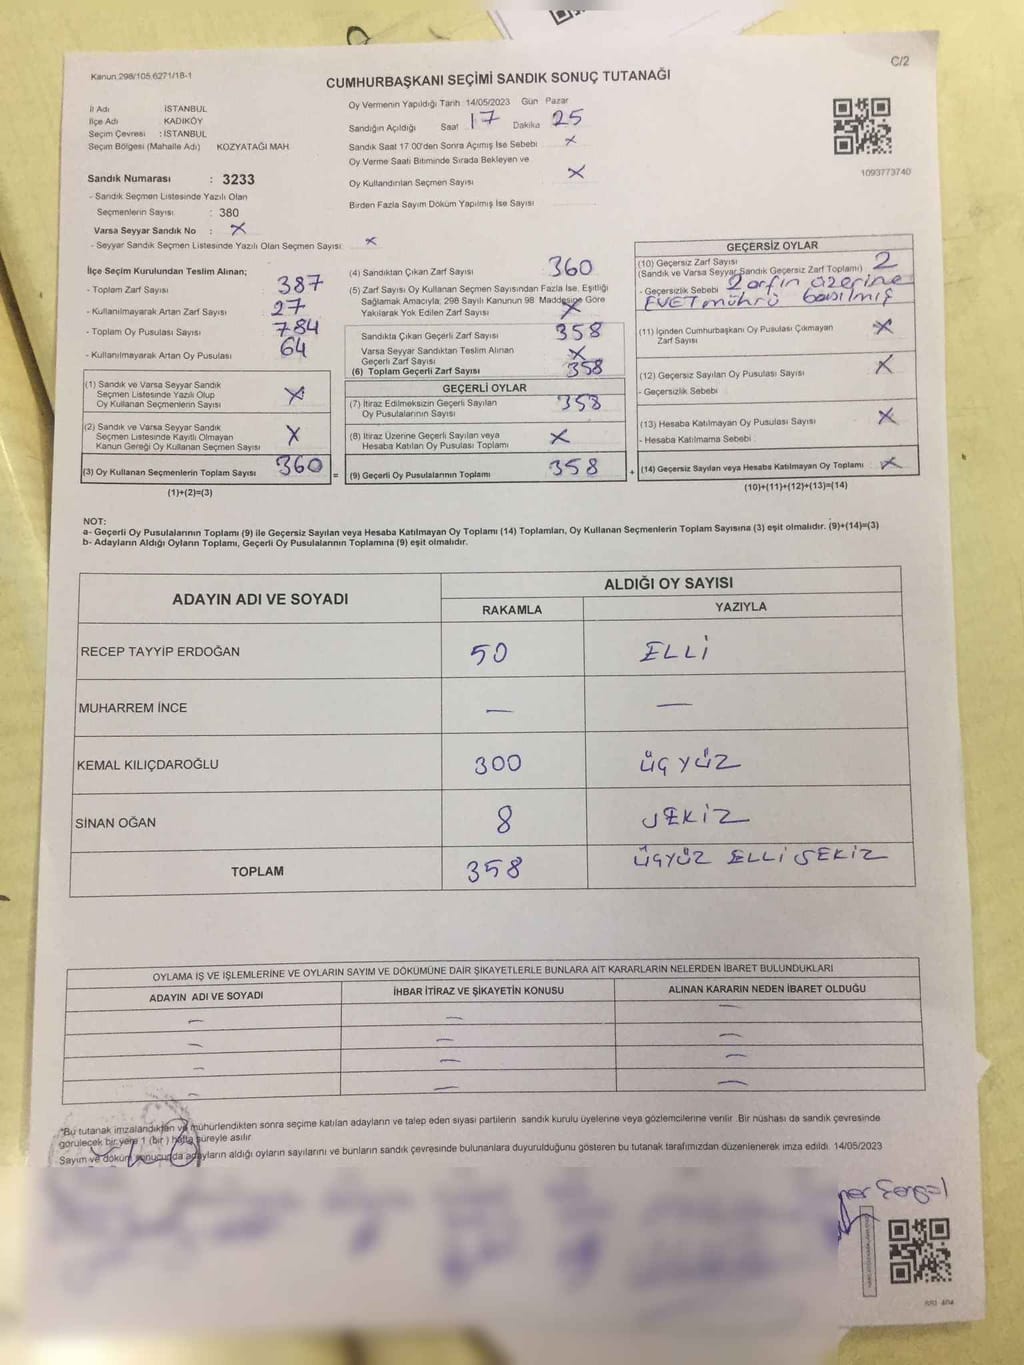 C/2
Kanun 298/105.6271/18-1
CUMHURBAŞKANI SEÇİMİ SANDIK SONUÇ TUTANAĞI
İl Adı İSTANBUL
İlçe Adı KADIKÖY
Seçim Çevresi : İSTANBUL
Seçim Bölgesi (Mahalle Adı) KOZYATAĞI MAH.
Sandık Numarası : 3233
- Sandık Seçmen Listesinde Yazılı Olan
Seçmenlerin Sayısı : 380
Varsa Seyyar Sandık No : X
- Seyyar Sandık Seçmen Listesinde Yazılı Olan Seçmen Sayısı: X
Oy Vermenin Yapıldığı Tarih 14/05/2023 Gün Pazar
Sandığın Açıldığı Saat 17 Dakika 25
Sandık Saat 17 00'den Sonra Açımış İse Sebebi X
Oy Verme Saati Bitiminde Sırada Bekleyen ve
Oy Kullandırılan Seçmen Sayısı X
Birden Fazla Sayım Döküm Yapılmış İse Sayısı
1093773740
İlçe Seçim Kurulundan Teslim Alınan;
- Toplam Zarf Sayısı 387
- Kullanılmayarak Artan Zarf Sayısı 27
- Toplam Oy Pusulası Sayısı 784
- Kullanılmayarak Artan Oy Pusulası 64
(1) Sandık ve Varsa Seyyar Sandık
Seçmen Listesinde Yazılı Olup
Oy Kullanan Seçmenlerin Sayısı X
(2) Sandık ve Varsa Seyyar Sandık
Seçmen Listesinde Kayıtlı Olmayan
Kanun Gereği Oy Kullanan Seçmen Sayısı X
(3) Oy Kullanan Seçmenlerin Toplam Sayısı 360 =
(1)+(2)=(3)
(4) Sandıktan Çıkan Zarf Sayısı 360
(5) Zarf Sayısı Oy Kullanan Seçmen Sayısından Fazla İse, Eşitliği
Sağlamak Amacıyla; 298 Sayılı Kanunun 98 Maddesine Göre
Yakılarak Yok Edilen Zarf Sayısı X
Sandıkta Çıkan Geçerli Zarf Sayısı 358
Varsa Seyyar Sandıktan Teslim Alınan
Geçerli Zarf Sayısı X
(6) Toplam Geçerli Zarf Sayısı 358
GEÇERLİ OYLAR
(7) İtiraz Edilmeksizin Geçerli Sayılan
Oy Pusulalarının Sayısı 358
(8) İtiraz Üzerine Geçerli Sayılan veya
Hesaba Katılan Oy Pusulası Toplamı X
(9) Geçerli Oy Pusulalarının Toplamı 358 +
GEÇERSİZ OYLAR
(10) Geçersiz Zarf Sayısı
(Sandık ve Varsa Seyyar Sandık Geçersiz Zarf Toplamı) 2
- Geçersizlik Sebebi 2 arfın üzerine
EVET mührü basılmış
(11) İçinden Cumhurbaşkanı Oy Pusulası Çıkmayan
Zarf Sayısı X
(12) Geçersiz Sayılan Oy Pusulası Sayısı X
- Geçersizlik Sebebi
(13) Hesaba Katılmayan Oy Pusulası Sayısı X
- Hesaba Katılmama Sebebi
(14) Geçersiz Sayılan veya Hesaba Katılmayan Oy Toplamı X
(10)+(11)+(12)+(13)=(14)
NOT:
a- Geçerli Oy Pusulalarının Toplamı (9) ile Geçersiz Sayılan veya Hesaba Katılmayan Oy Toplamı (14) Toplamları, Oy Kullanan Seçmenlerin Toplam Sayısına (3) eşit olmalıdır. (9)+(14)=(3)
b- Adayların Aldığı Oyların Toplamı, Geçerli Oy Pusulalarının Toplamına (9) eşit olmalıdır.
ADAYIN ADI VE SOYADI ALDIĞI OY SAYISI
RAKAMLA YAZIYLA
RECEP TAYYİP ERDOĞAN 50 ELLİ
MUHARREM İNCE — —
KEMAL KILIÇDAROĞLU 300 ÜÇYÜZ
SİNAN OĞAN 8 SEKİZ
TOPLAM 358 ÜÇYÜZ ELLİ SEKİZ
OYLAMA İŞ VE İŞLEMLERİNE VE OYLARIN SAYIM VE DÖKÜMÜNE DAİR ŞİKAYETLERLE BUNLARA AİT KARARLARIN NELERDEN İBARET BULUNDUKLARI
ADAYIN ADI VE SOYADI İHBAR İTİRAZ VE ŞİKAYETİN KONUSU ALINAN KARARIN NEDEN İBARET OLDUĞU
— — —
— — —
— — —
— — —
"Bu tutanak imzalandıktan ve mühürlendikten sonra seçime katılan adayların ve talep eden siyasi partilerin sandık kurulu üyelerine veya gözlemcilerine verilir. Bir nüshası da sandık çevresinde
görülecek bir yere 1 (bir) hafta süreyle asılır
Sayım ve döküm sonucunda adayların aldığı oyların sayılarını ve bunların sandık çevresinde bulunanlara duyurulduğunu gösteren bu tutanak tarafımızdan düzenlenerek imza edildi. 14/05/2023